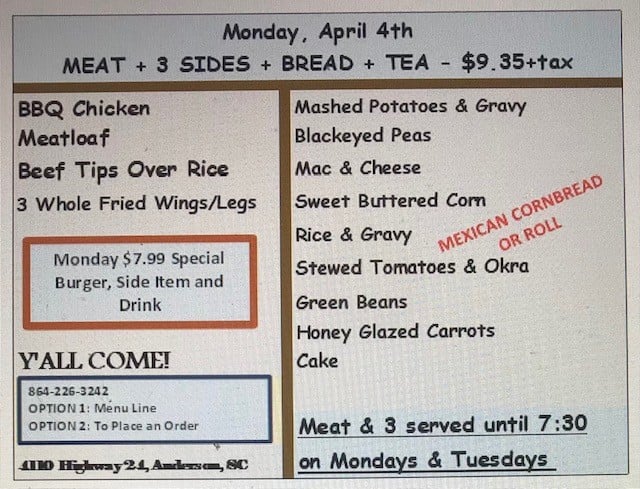 Monday, April 4th
MEAT + 3 SIDES + BREAD + TEA - $9.35+tax
BBQ Chicken
Meatloaf
Beef Tips Over Rice
3 Whole Fried Wings/Legs
Monday $7.99 Special
Burger, Side Item and
Drink
Y'ALL COME!
864-226-3242
OPTION 1: Menu Line
OPTION 2: To Place an Order
4110 Highway 24, Anderson, SC
Mashed Potatoes & Gravy
Blackeyed Peas
Mac & Cheese
Sweet Buttered Corn
Rice & Gravy
Stewed Tomatoes & Okra
Green Beans
Honey Glazed Carrots
Cake
MEXICAN CORNBREAD
OR ROLL
Meat & 3 served until 7:30
on Mondays & Tuesdays